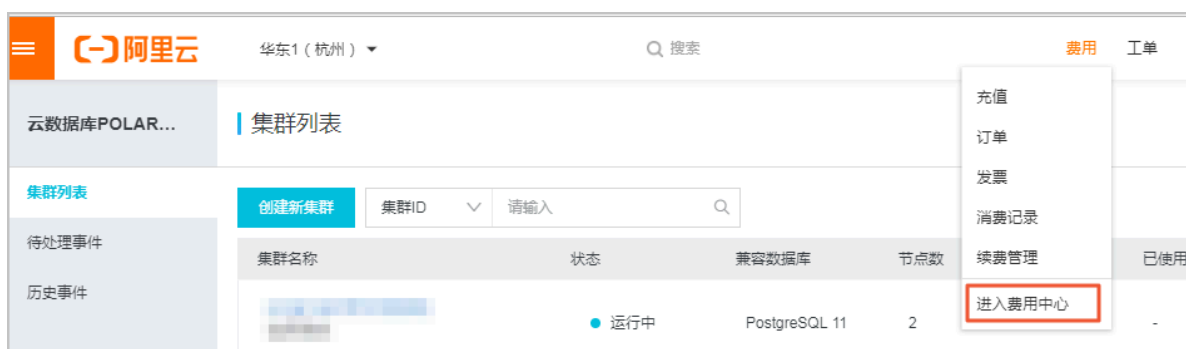 阿里云 华东1（杭州） 搜索 费用 工单
充值
云数据库POLAR... 集群列表
订单
发票
集群列表 创建新集群 集群ID 请输入
消费记录
待处理事件
集群名称 状态 兼容数据库 节点数 续费管理 已使用
历史事件
进入费用中心
运行中 PostgreSQL 11 2 -